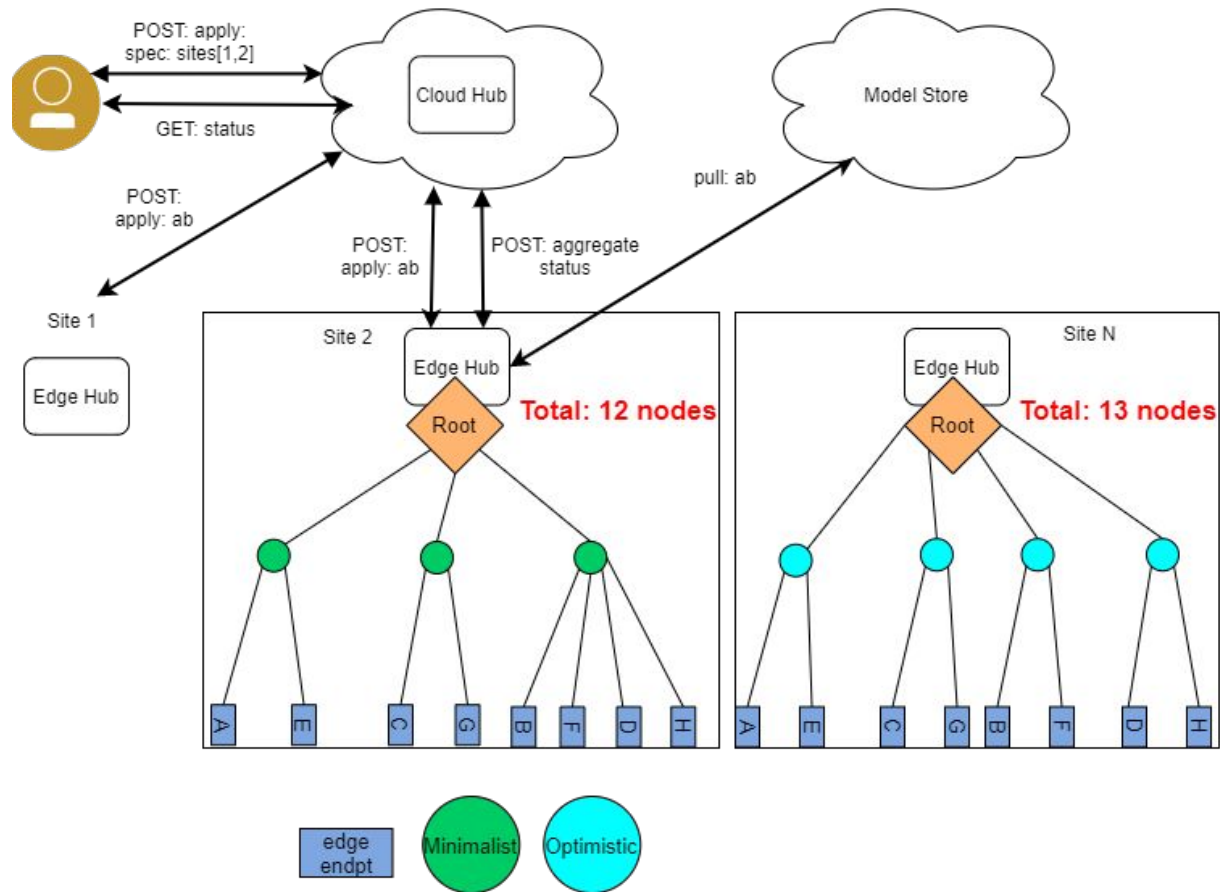 POST: apply:
spec: sites[1,2]
GET: status
Cloud Hub
Model Store
POST:
apply: ab
pull: ab
POST:
apply: ab
POST: aggregate
status
Site 1
Edge Hub
Site 2
Edge Hub
Root
Total: 12 nodes
A
E
C
G
B
F
D
H
Site N
Edge Hub
Root
Total: 13 nodes
A
E
C
G
B
F
D
H
edge
endpt
Minimalist
Optimistic